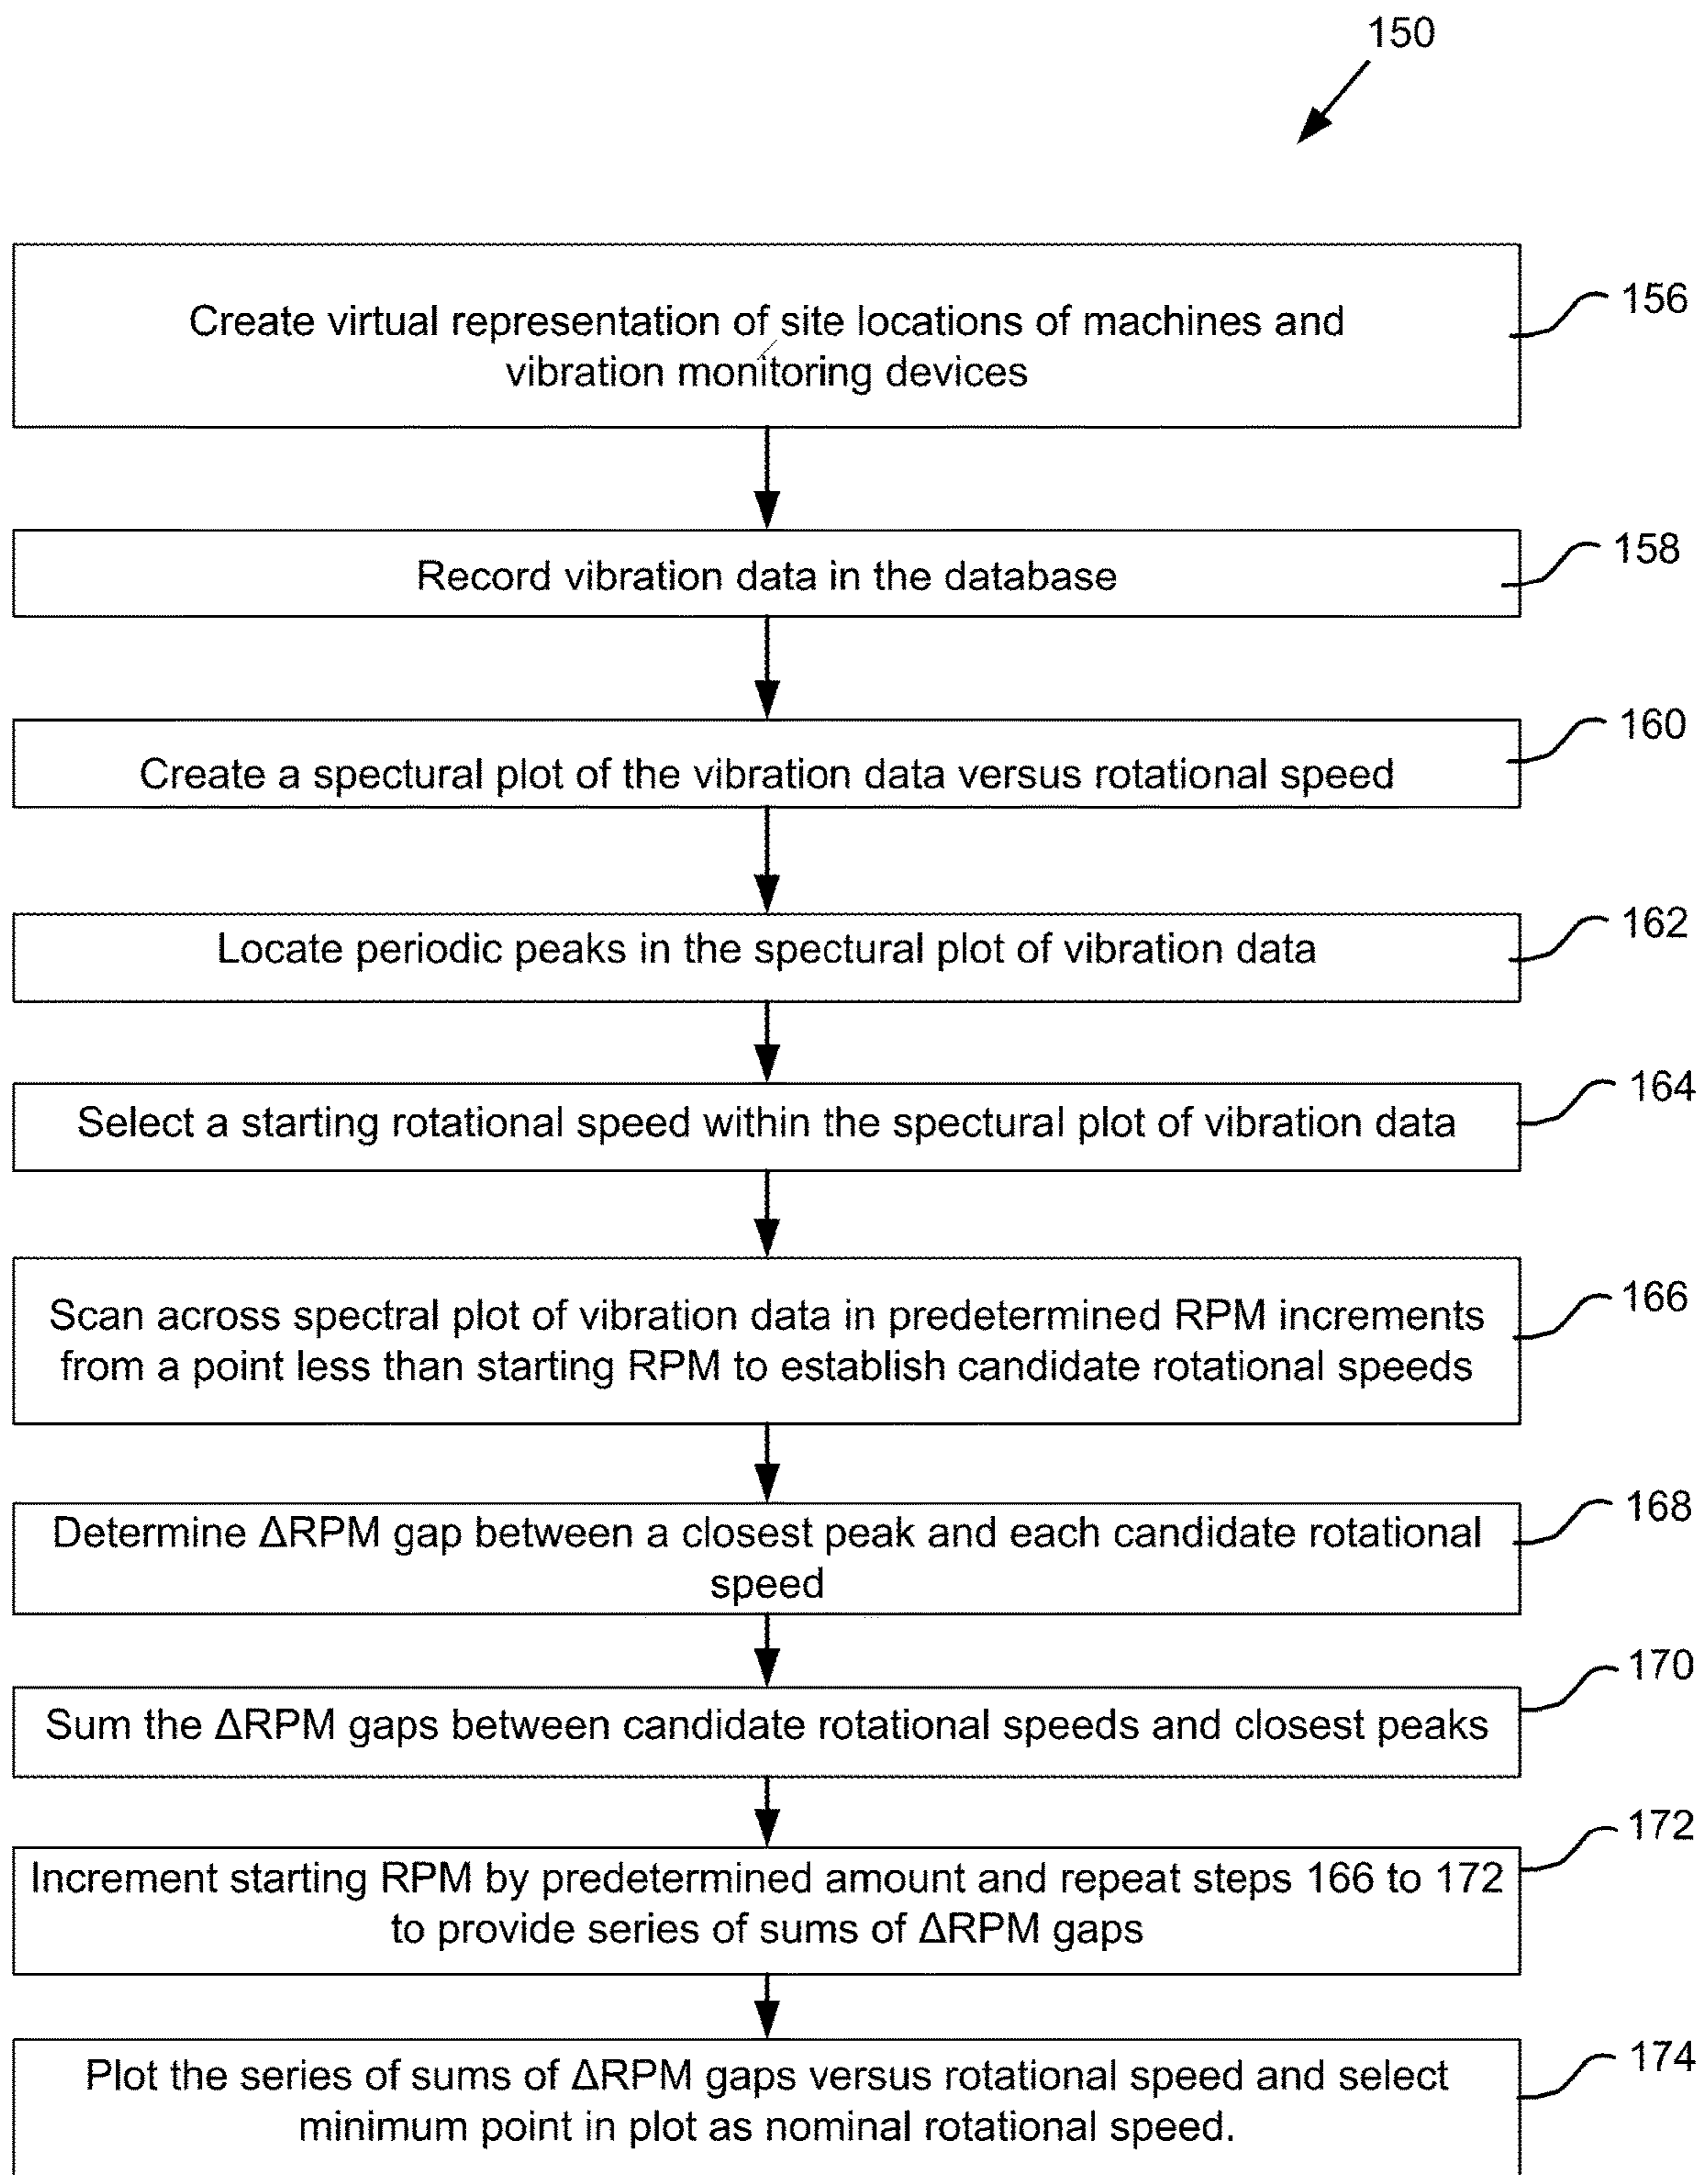 150
Create virtual representation of site locations of machines and
vibration monitoring devices
156
Record vibration data in the database
158
Create a spectural plot of the vibration data versus rotational speed
160
Locate periodic peaks in the spectural plot of vibration data
162
Select a starting rotational speed within the spectural plot of vibration data
164
Scan across spectral plot of vibration data in predetermined RPM increments
from a point less than starting RPM to establish candidate rotational speeds
166
Determine ΔRPM gap between a closest peak and each candidate rotational
speed
168
Sum the ΔRPM gaps between candidate rotational speeds and closest peaks
170
Increment starting RPM by predetermined amount and repeat steps 166 to 172
to provide series of sums of ΔRPM gaps
172
Plot the series of sums of ΔRPM gaps versus rotational speed and select
minimum point in plot as nominal rotational speed.
174